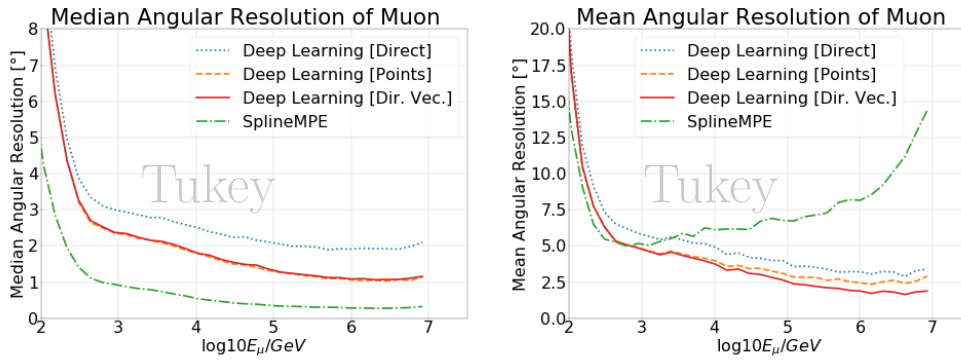 Median Angular Resolution of Muon
Median Angular Resolution [°]
8
7
6
5
4
3
2
1
0
Deep Learning [Direct]
Deep Learning [Points]
Deep Learning [Dir. Vec.]
SplineMPE
Tukey
2 3 4 5 6 7
log10E_μ/GeV
Mean Angular Resolution of Muon
Mean Angular Resolution [°]
20.0
17.5
15.0
12.5
10.0
7.5
5.0
2.5
0.0
Deep Learning [Direct]
Deep Learning [Points]
Deep Learning [Dir. Vec.]
SplineMPE
Tukey
2 3 4 5 6 7
log10E_μ/GeV